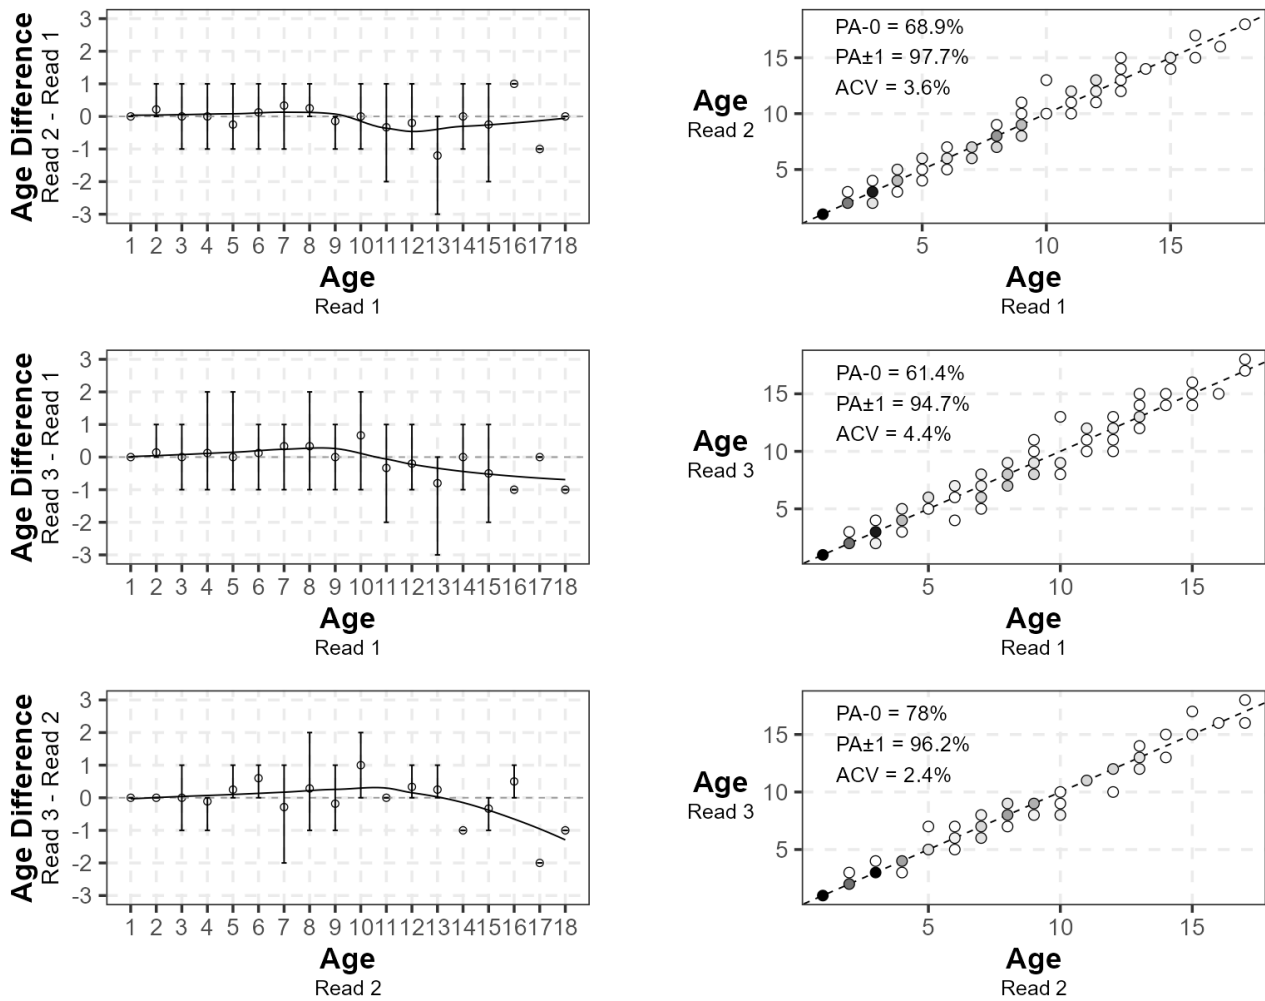 Age Difference
Read 2 - Read 1
3
2
1
0
-1
-2
-3
1 2 3 4 5 6 7 8 9 10 11 12 13 14 15 16 17 18
Age
Read 1
PA-0 = 68.9%
PA±1 = 97.7%
ACV = 3.6%
Age
Read 2
15
10
5
5 10 15
Age
Read 1
Age Difference
Read 3 - Read 1
3
2
1
0
-1
-2
-3
1 2 3 4 5 6 7 8 9 10 11 12 13 14 15 16 17 18
Age
Read 1
PA-0 = 61.4%
PA±1 = 94.7%
ACV = 4.4%
Age
Read 3
15
10
5
5 10 15
Age
Read 1
Age Difference
Read 3 - Read 2
3
2
1
0
-1
-2
-3
1 2 3 4 5 6 7 8 9 10 11 12 13 14 15 16 17 18
Age
Read 2
PA-0 = 78%
PA±1 = 96.2%
ACV = 2.4%
Age
Read 3
15
10
5
5 10 15
Age
Read 2